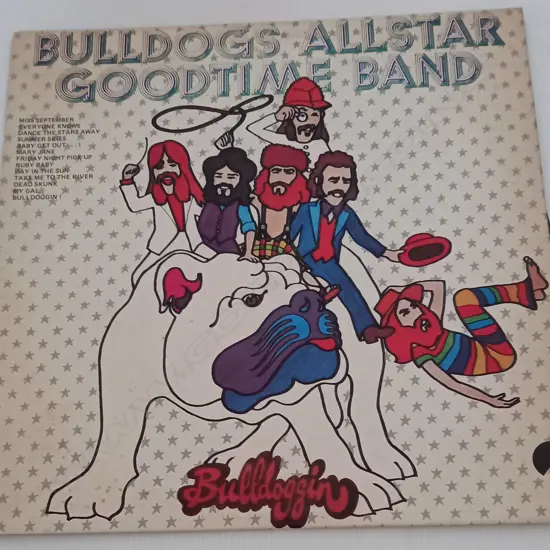 BULLDOGS ALLSTAR
GOODTIME BAND
MISS SEPTEMBER
EVERYONE KNOWS
DANCE THE STARS AWAY
SUMMER SKIES
BABY GET OUT! . . !
MARY JANE
FRIDAY NIGHT PICK UP
RUBY BABY
DAY IN THE SUN
TAKE ME TO THE RIVER
DEAD SKUNK
MY GAL
BULLDOGGIN!
Bulldoggin